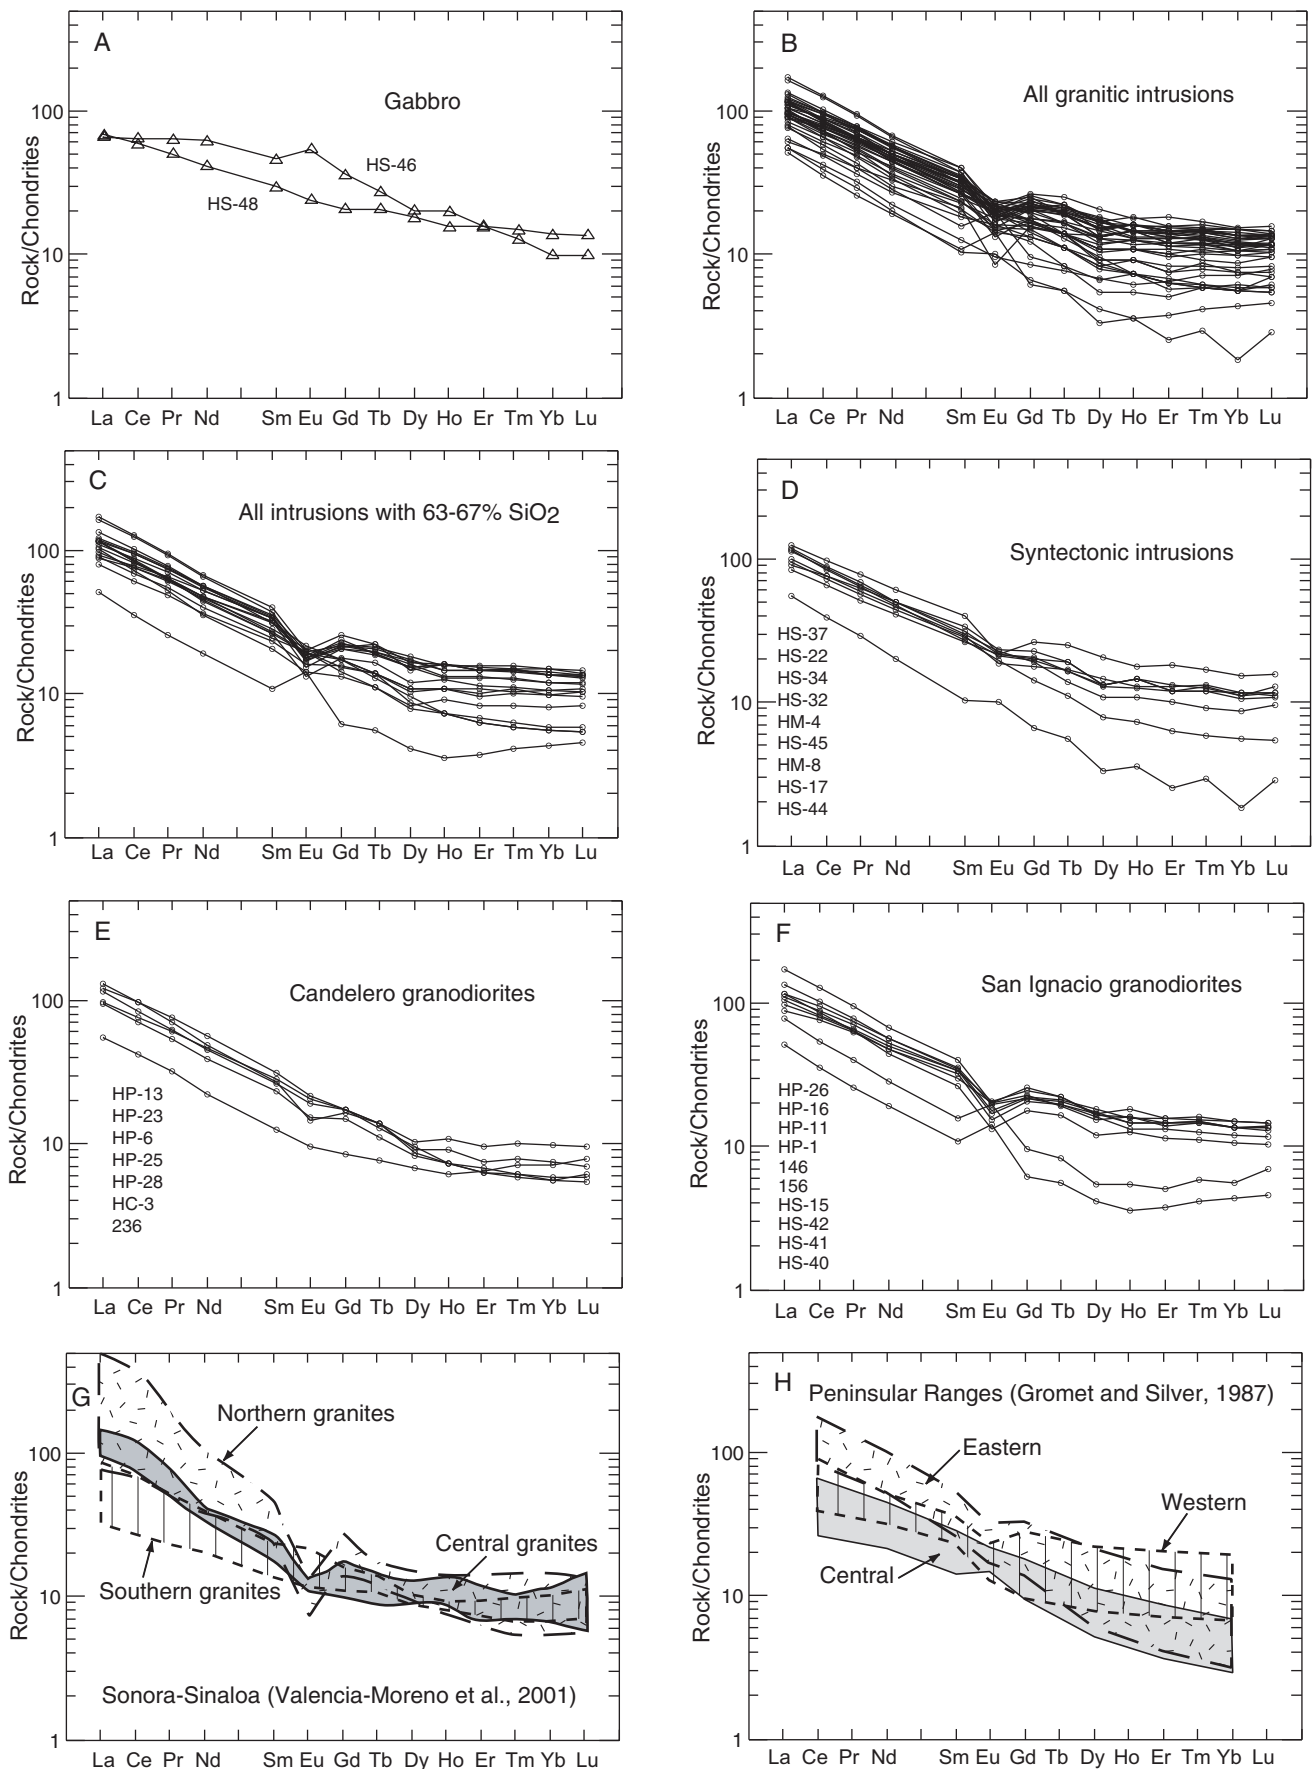 A
Gabbro
HS-46
HS-48
Rock/Chondrites
100
10
1
La Ce Pr Nd Sm Eu Gd Tb Dy Ho Er Tm Yb Lu
B
All granitic intrusions
Rock/Chondrites
100
10
1
La Ce Pr Nd Sm Eu Gd Tb Dy Ho Er Tm Yb Lu
C
All intrusions with 63-67% SiO2
Rock/Chondrites
100
10
1
La Ce Pr Nd Sm Eu Gd Tb Dy Ho Er Tm Yb Lu
D
Syntectonic intrusions
HS-37
HS-22
HS-34
HS-32
HM-4
HS-45
HM-8
HS-17
HS-44
Rock/Chondrites
100
10
1
La Ce Pr Nd Sm Eu Gd Tb Dy Ho Er Tm Yb Lu
E
Candelero granodiorites
HP-13
HP-23
HP-6
HP-25
HP-28
HC-3
236
Rock/Chondrites
100
10
1
La Ce Pr Nd Sm Eu Gd Tb Dy Ho Er Tm Yb Lu
F
San Ignacio granodiorites
HP-26
HP-16
HP-11
HP-1
146
156
HS-15
HS-42
HS-41
HS-40
Rock/Chondrites
100
10
1
La Ce Pr Nd Sm Eu Gd Tb Dy Ho Er Tm Yb Lu
G
Northern granites
Central granites
Southern granites
Sonora-Sinaloa (Valencia-Moreno et al., 2001)
Rock/Chondrites
100
10
1
La Ce Pr Nd Sm Eu Gd Tb Dy Ho Er Tm Yb Lu
H
Peninsular Ranges (Gromet and Silver, 1987)
Eastern
Western
Central
Rock/Chondrites
100
10
1
La Ce Pr Nd Sm Eu Gd Tb Dy Ho Er Tm Yb Lu